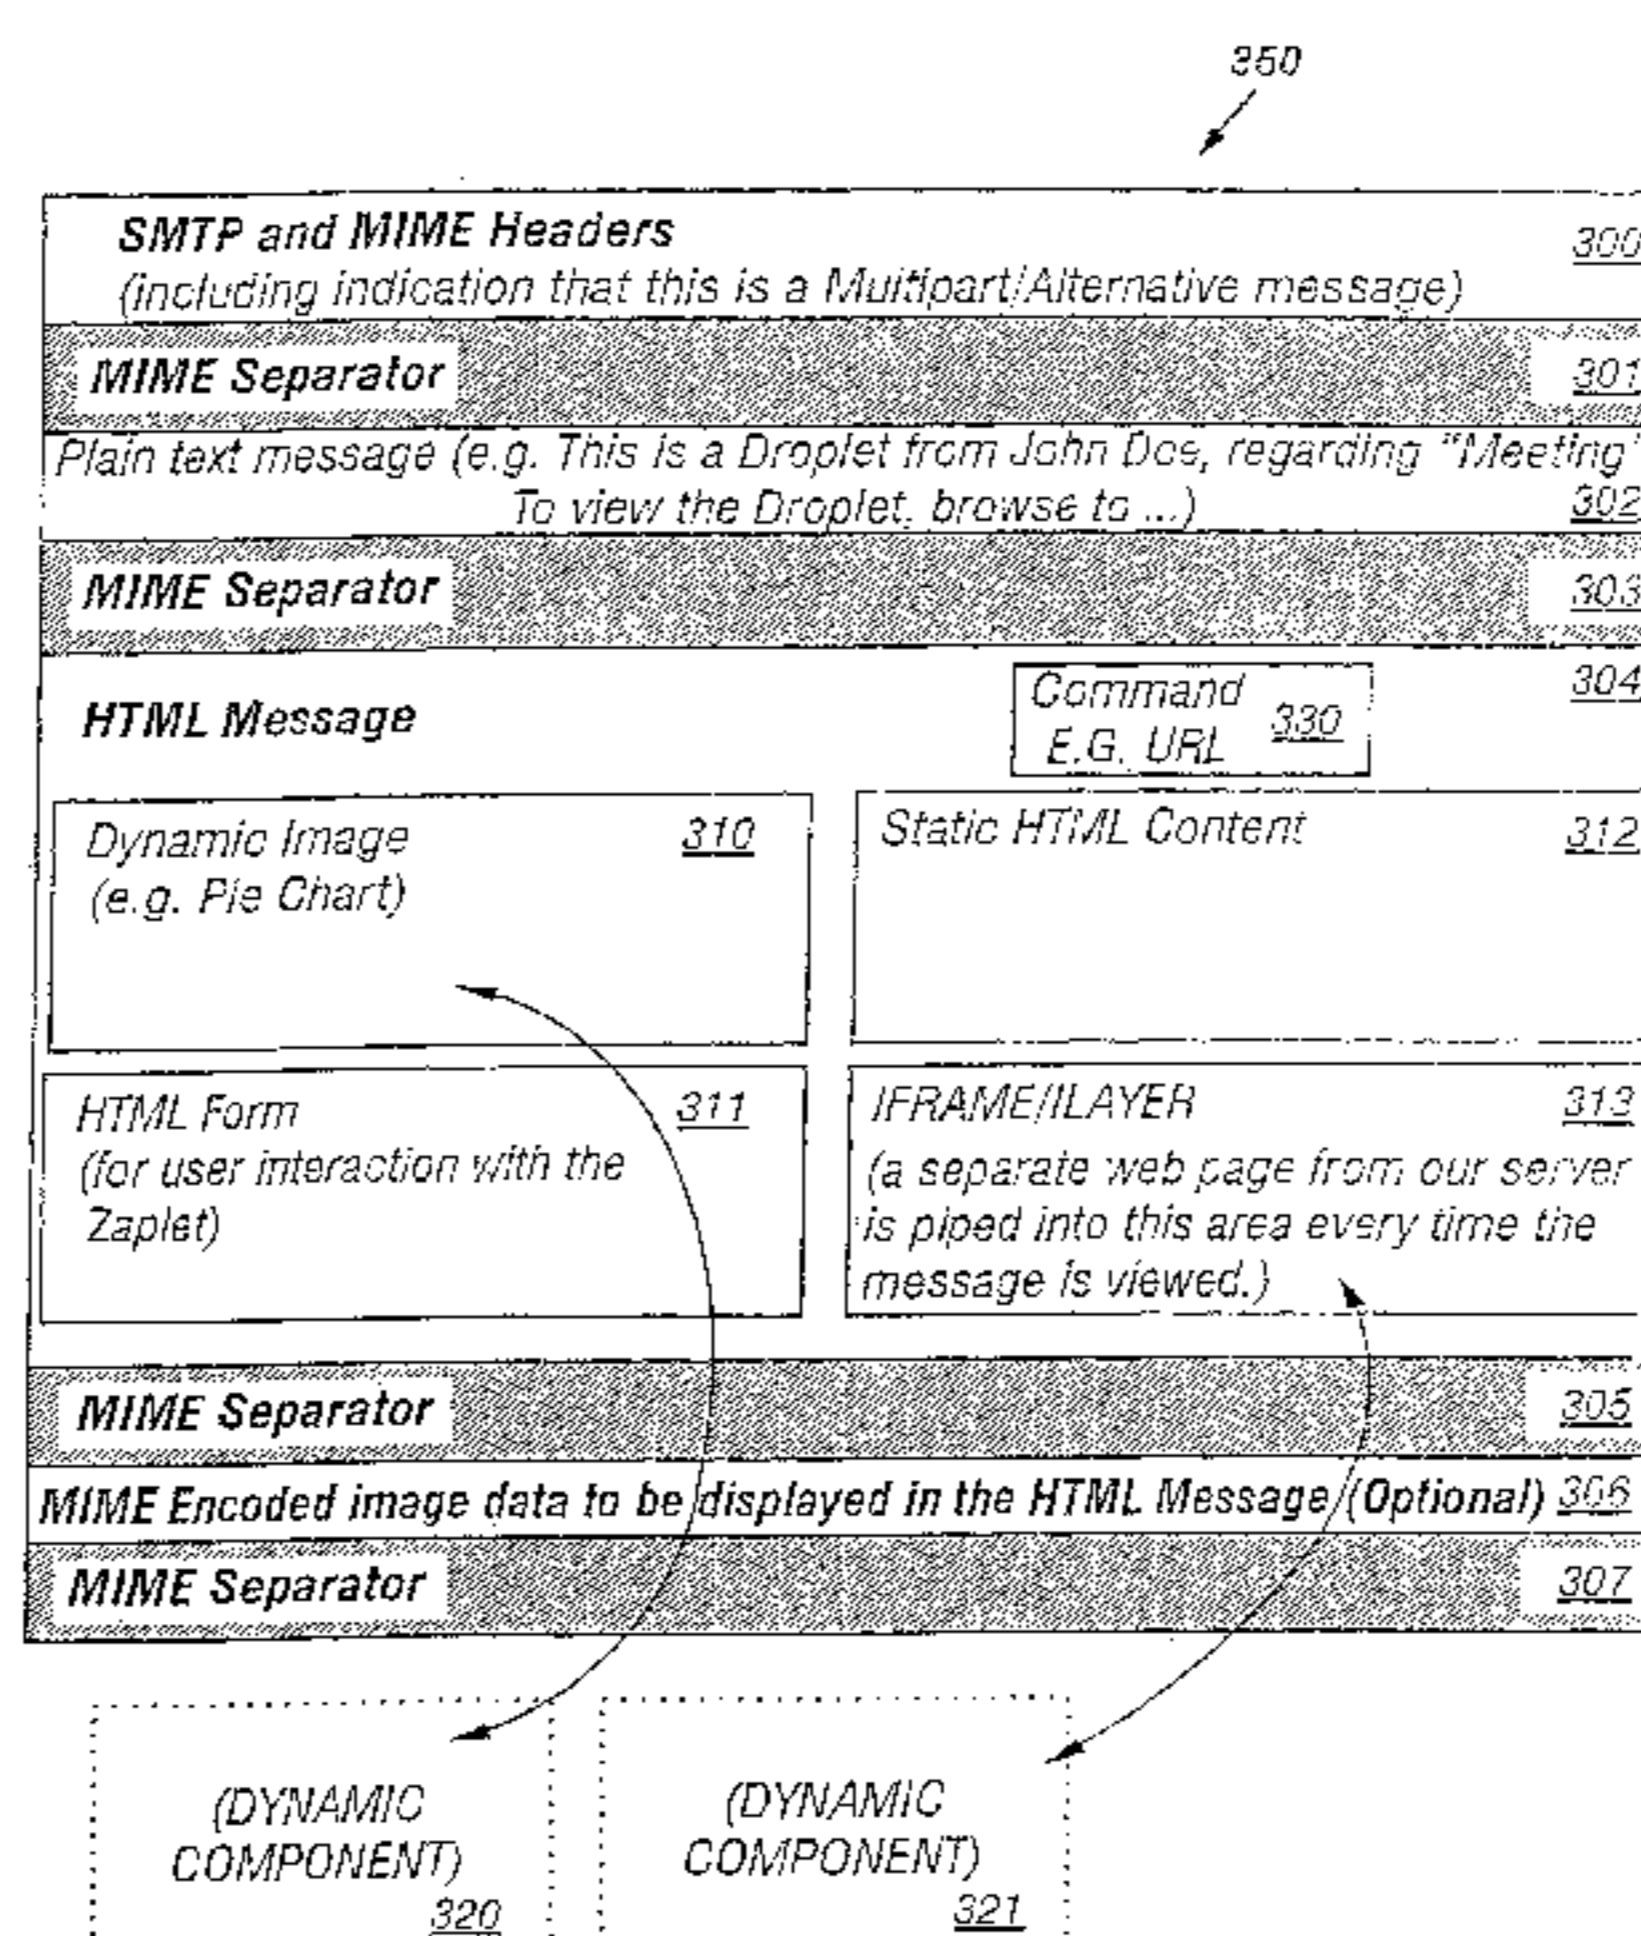 350
SMTP and MIME Headers 300
(including indication that this is a Multipart/Alternative message)
MIME Separator 301
Plain text message (e.g. This is a Droplet from John Doe, regarding "Meeting"
To view the Droplet, browse to ...) 302
MIME Separator 303
304
HTML Message
Command
E.G. URL 330
Dynamic Image 310
(e.g. Pie Chart)
Static HTML Content 312
HTML Form 311
(for user interaction with the
Zaplet)
IFRAME/ILAYER 313
(a separate web page from our server
is piped into this area every time the
message is viewed.)
MIME Separator 305
MIME Encoded image data to be displayed in the HTML Message (Optional) 306
MIME Separator 307
(DYNAMIC
COMPONENT)
320
(DYNAMIC
COMPONENT)
321